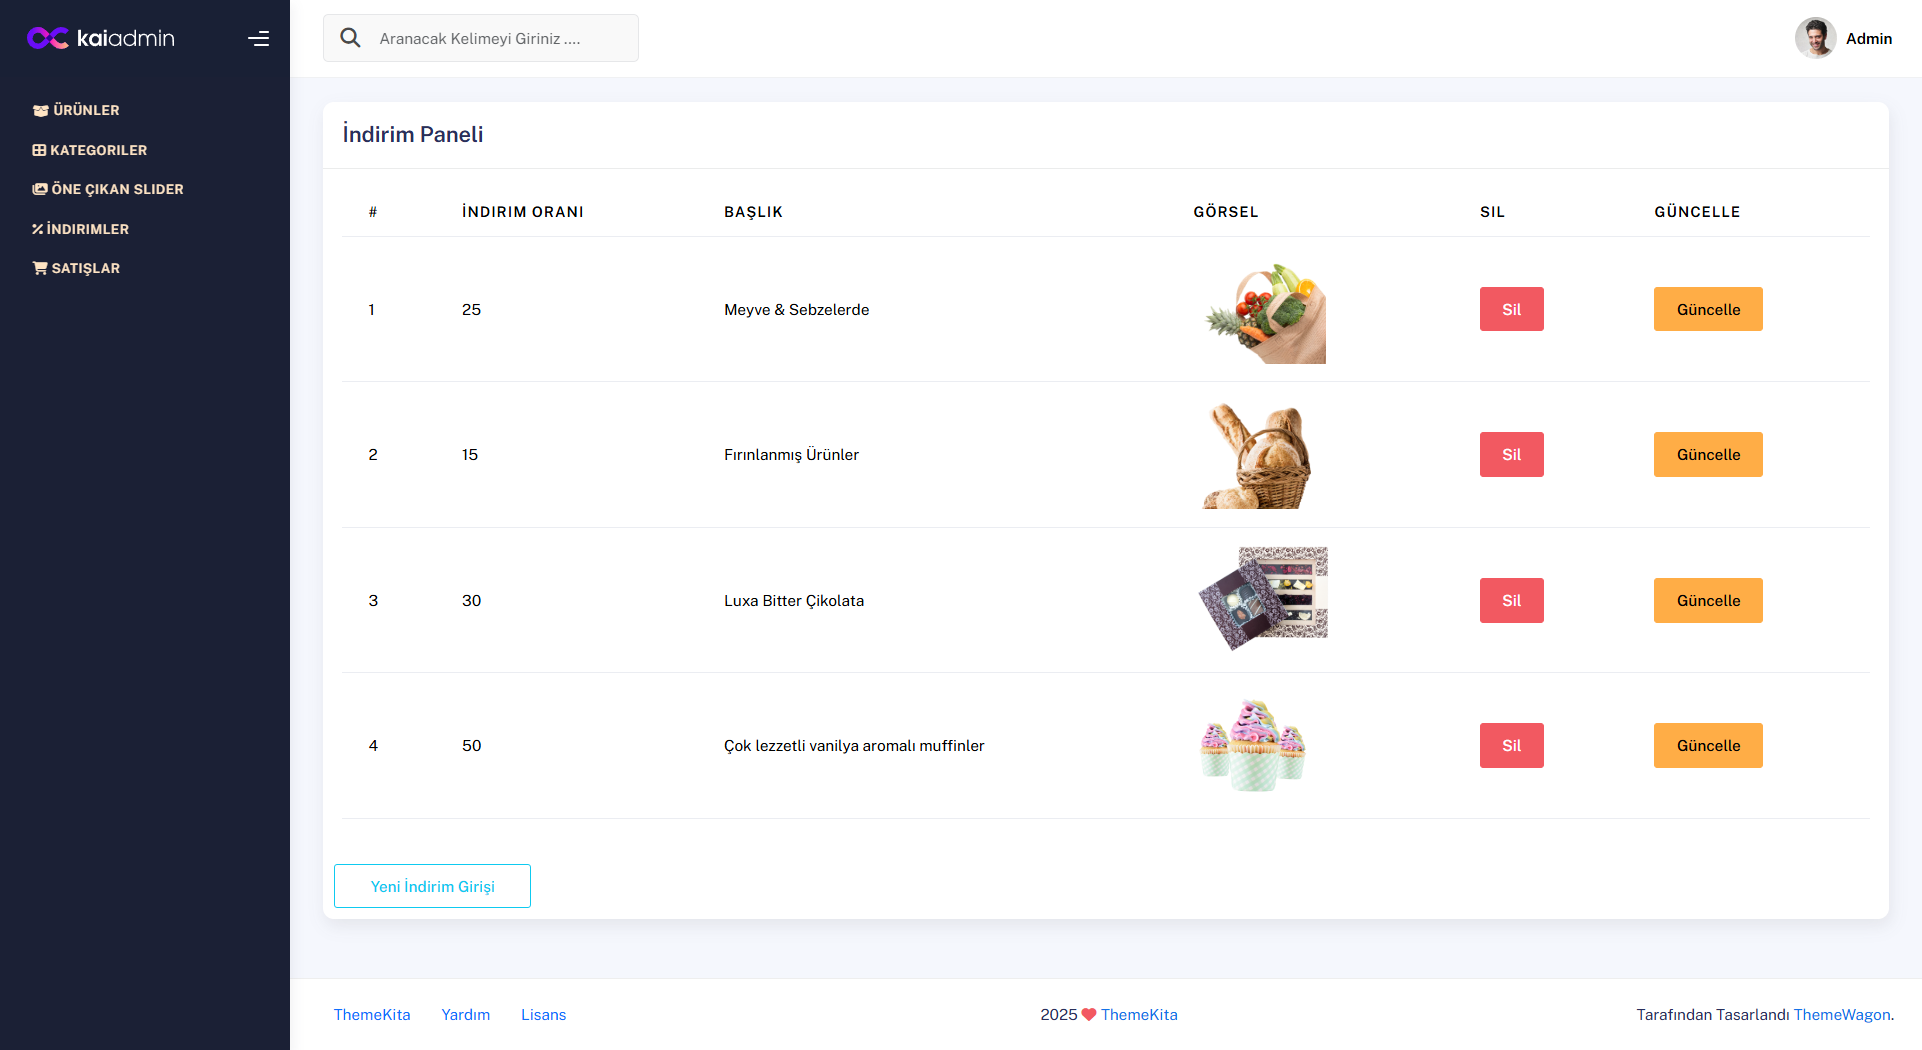 kaiadmin
Aranacak Kelimeyi Giriniz ....
Admin
ÜRÜNLER
KATEGORILER
ÖNE ÇIKAN SLIDER
İNDIRIMLER
SATIŞLAR
İndirim Paneli
# İNDIRIM ORANI BAŞLIK GÖRSEL SIL GÜNCELLE
1 25 Meyve & Sebzelerde Sil Güncelle
2 15 Fırınlanmış Ürünler Sil Güncelle
3 30 Luxa Bitter Çikolata Sil Güncelle
4 50 Çok lezzetli vanilya aromalı muffinler Sil Güncelle
Yeni İndirim Girişi
ThemeKita Yardım Lisans 2025 ThemeKita Tarafından Tasarlandı ThemeWagon.